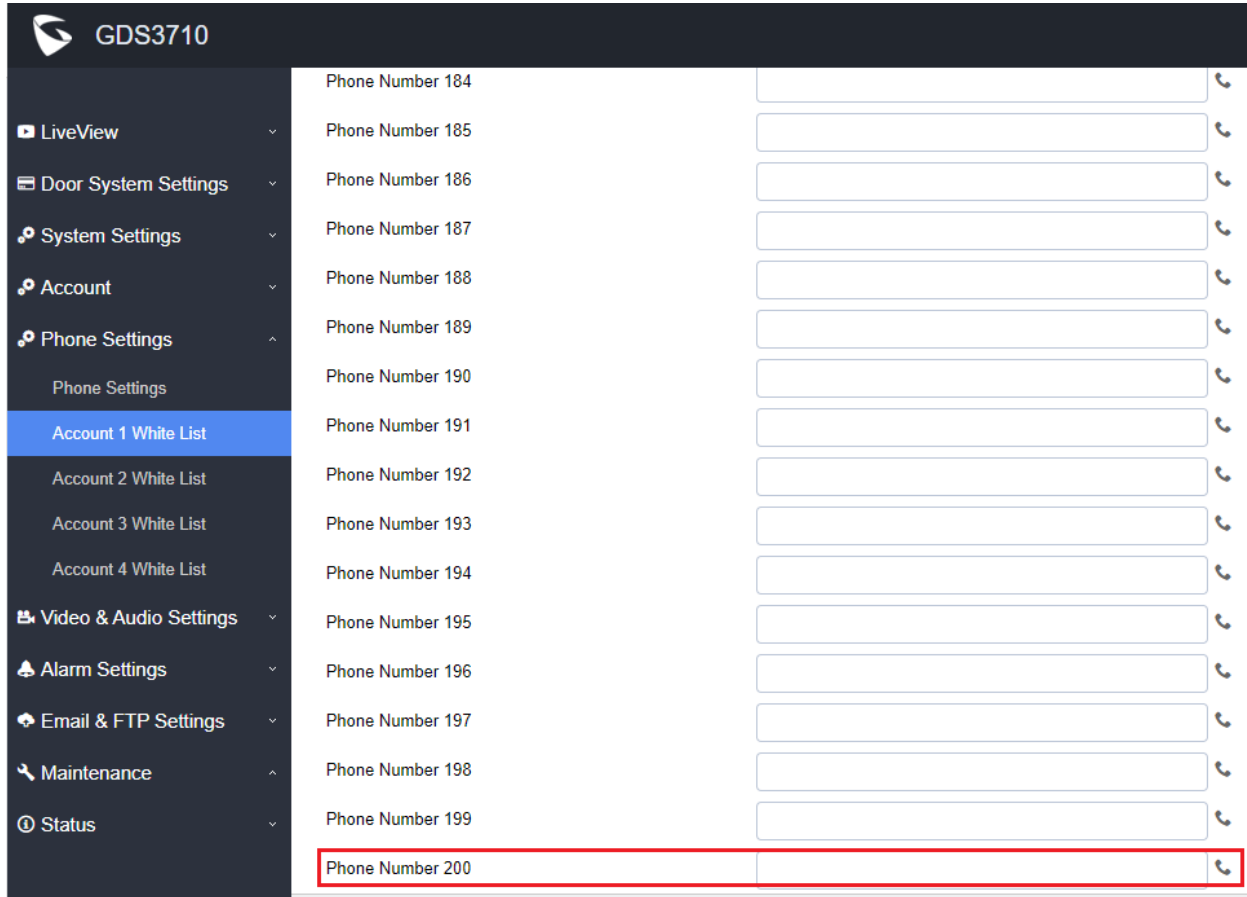 GDS3710
LiveView
Door System Settings
System Settings
Account
Phone Settings
Phone Settings
Account 1 White List
Account 2 White List
Account 3 White List
Account 4 White List
Video & Audio Settings
Alarm Settings
Email & FTP Settings
Maintenance
Status
Phone Number 184
Phone Number 185
Phone Number 186
Phone Number 187
Phone Number 188
Phone Number 189
Phone Number 190
Phone Number 191
Phone Number 192
Phone Number 193
Phone Number 194
Phone Number 195
Phone Number 196
Phone Number 197
Phone Number 198
Phone Number 199
Phone Number 200